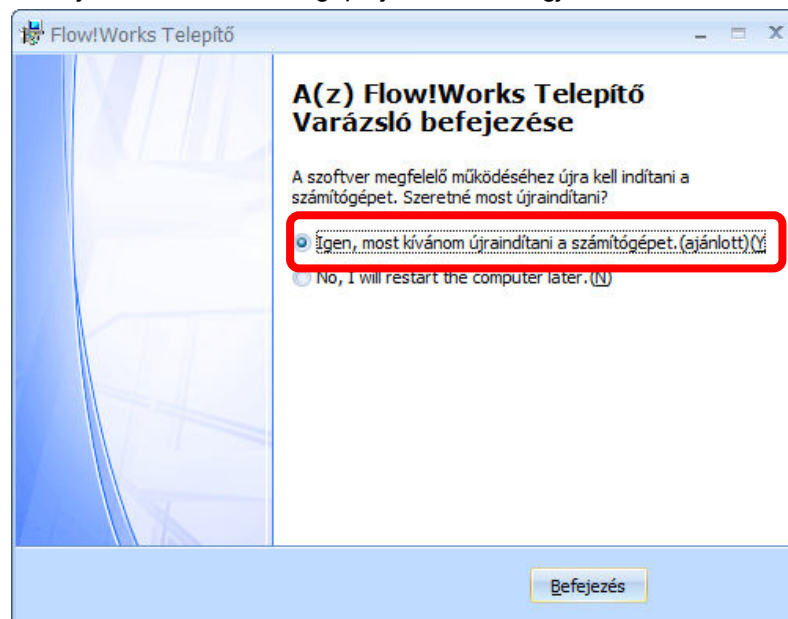 Flow!Works Telepítő
A(z) Flow!Works Telepítő
Varázsló befejezése
A szoftver megfelelő működéséhez újra kell indítani a
számítógépet. Szeretné most újraindítani?
Igen, most kívánom újraindítani a számítógépet.(ajánlott)(Y
No, I will restart the computer later.(N)
Befejezés